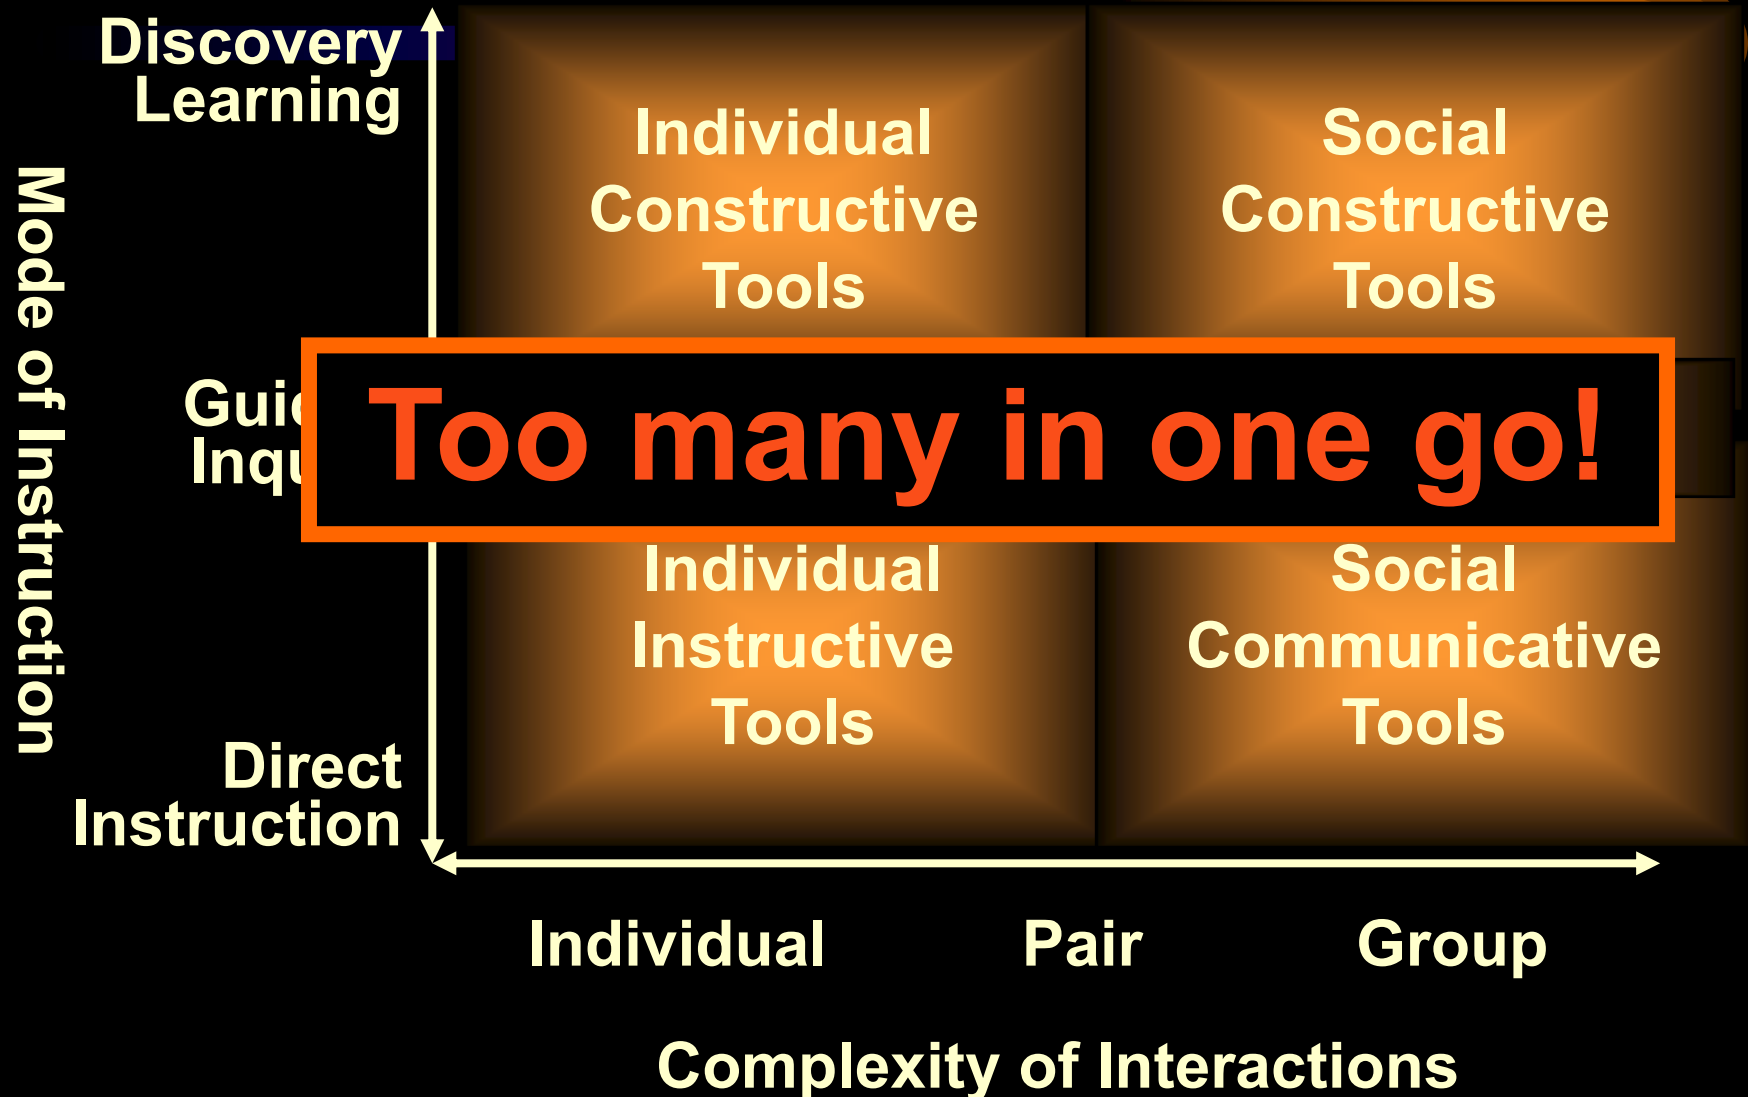 Discovery
Learning
Mode of Instruction
Individual
Constructive
Tools
Social
Constructive
Tools
Too many in one go!
Individual
Instructive
Tools
Social
Communicative
Tools
Direct
Instruction
Individual Pair Group
Complexity of Interactions